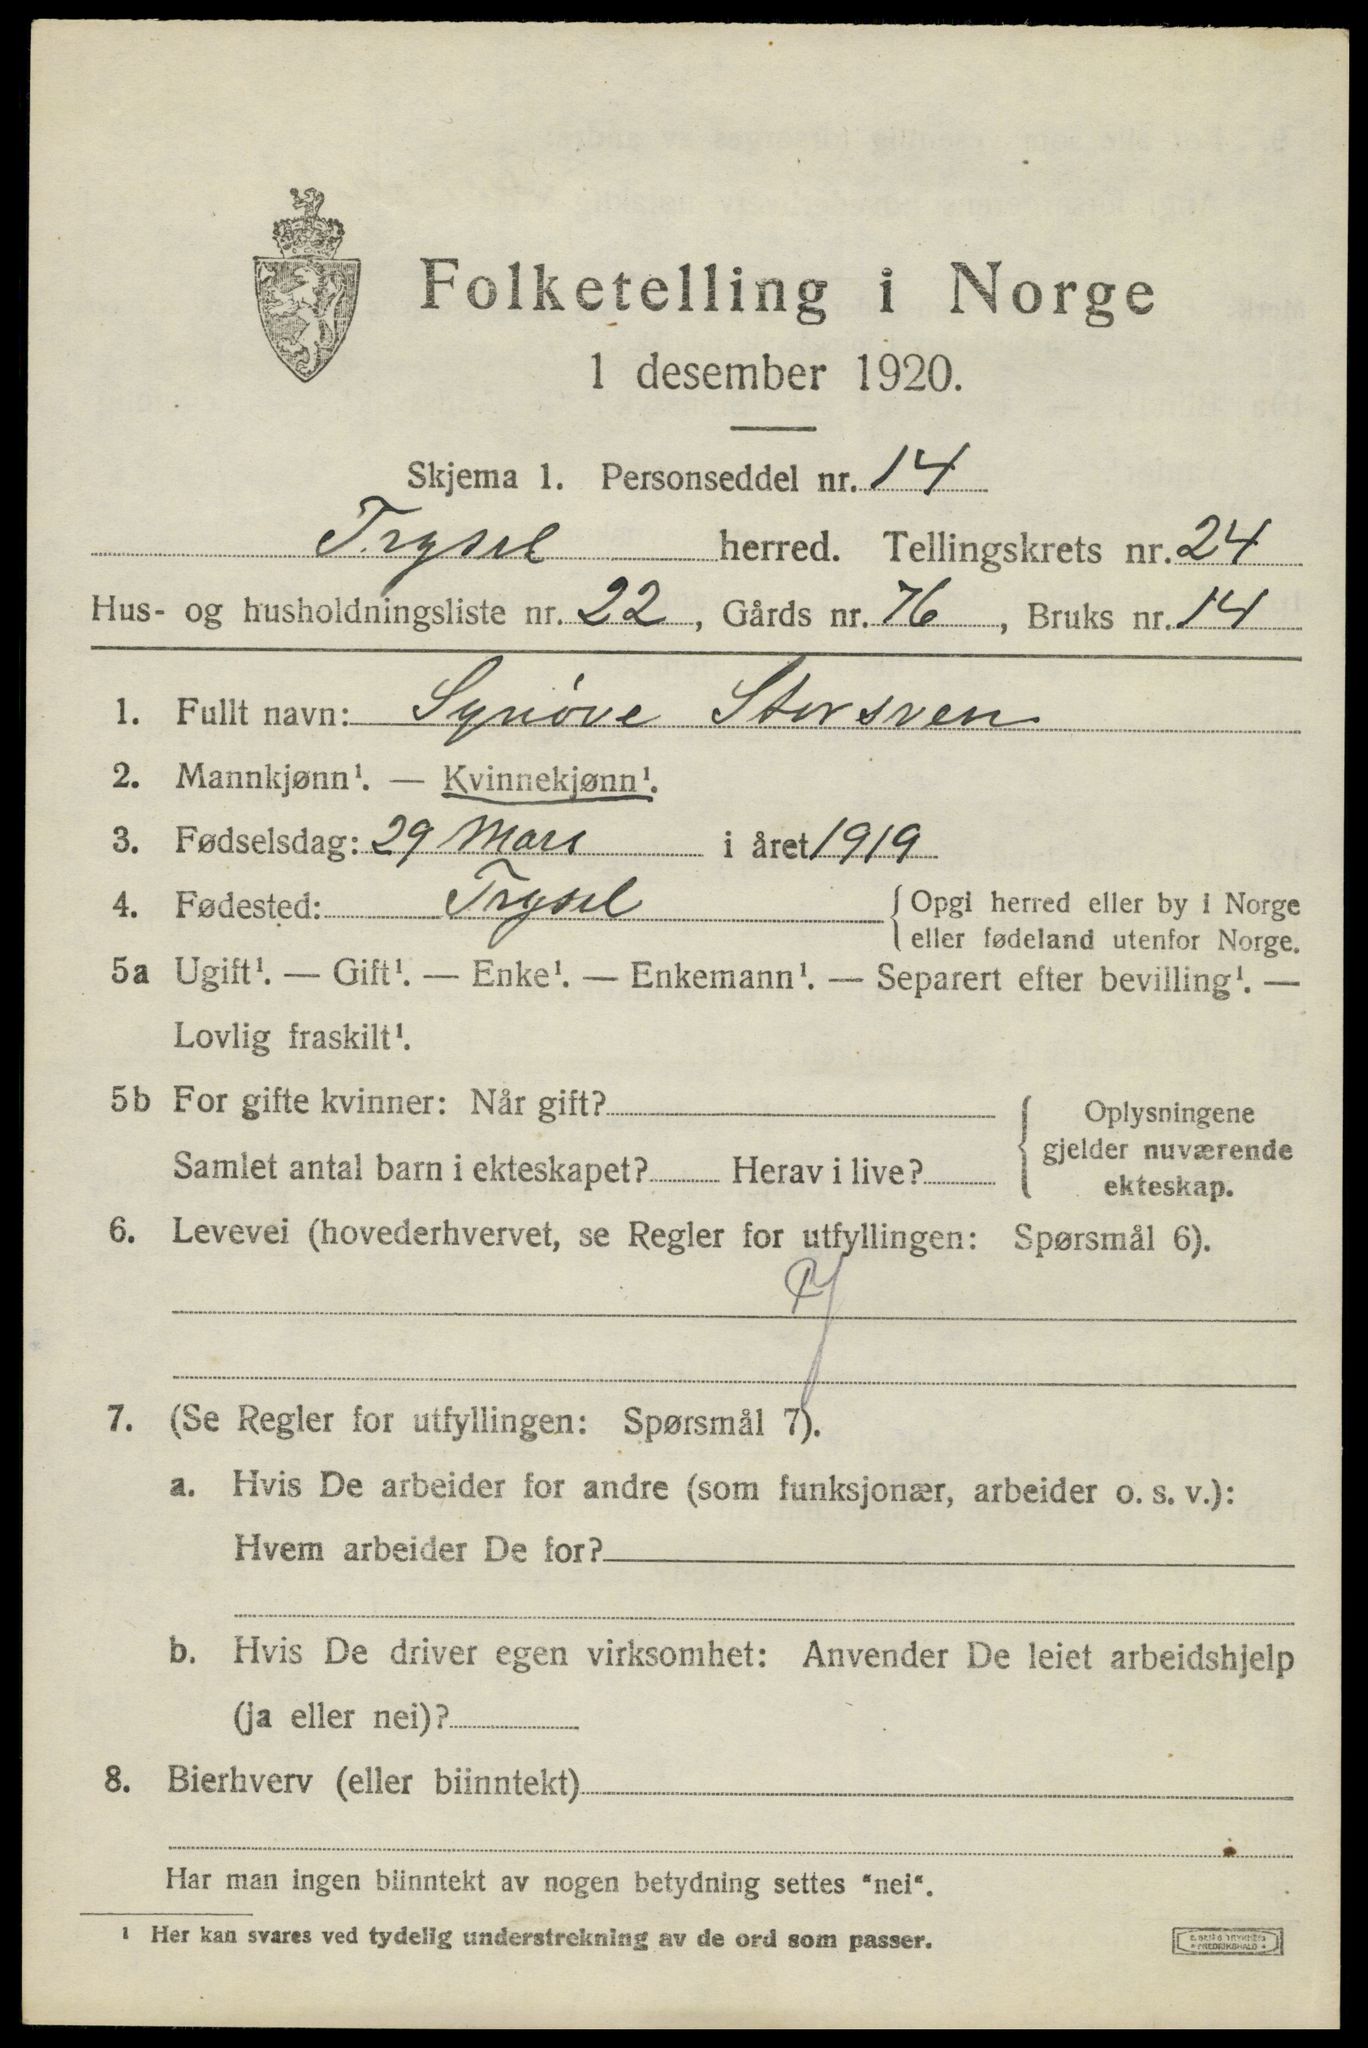 Folketelling i Norge
1 desember 1920.
Skjema 1. Personseddel nr. 14
Trysil herred. Tellingskrets nr. 24
Hus- og husholdningsliste nr. 22, Gårds nr. 76, Bruks nr. 14
1. Fullt navn: Synöve Storsven
2. Mannkjønn¹. — Kvinnekjønn¹.
3. Fødselsdag: 29 Mars i året 1919
4. Fødested: Trysil {Opgi herred eller by i Norge
eller fødeland utenfor Norge.
5a Ugift¹. — Gift¹. — Enke¹. — Enkemann¹. — Separert efter bevilling¹. —
Lovlig fraskilt¹.
5b For gifte kvinner: Når gift?
Samlet antal barn i ekteskapet? Herav i live?
Oplysningene
gjelder nuværende
ekteskap.
6. Levevei (hovederhvervet, se Regler for utfyllingen: Spørsmål 6).
7. (Se Regler for utfyllingen: Spørsmål 7).
a. Hvis De arbeider for andre (som funksjonær, arbeider o. s. v.):
Hvem arbeider De for?
b. Hvis De driver egen virksomhet: Anvender De leiet arbeidshjelp
(ja eller nei)?
8. Bierhverv (eller biinntekt)
Har man ingen biinntekt av nogen betydning settes "nei".
¹ Her kan svares ved tydelig understrekning av de ord som passer.